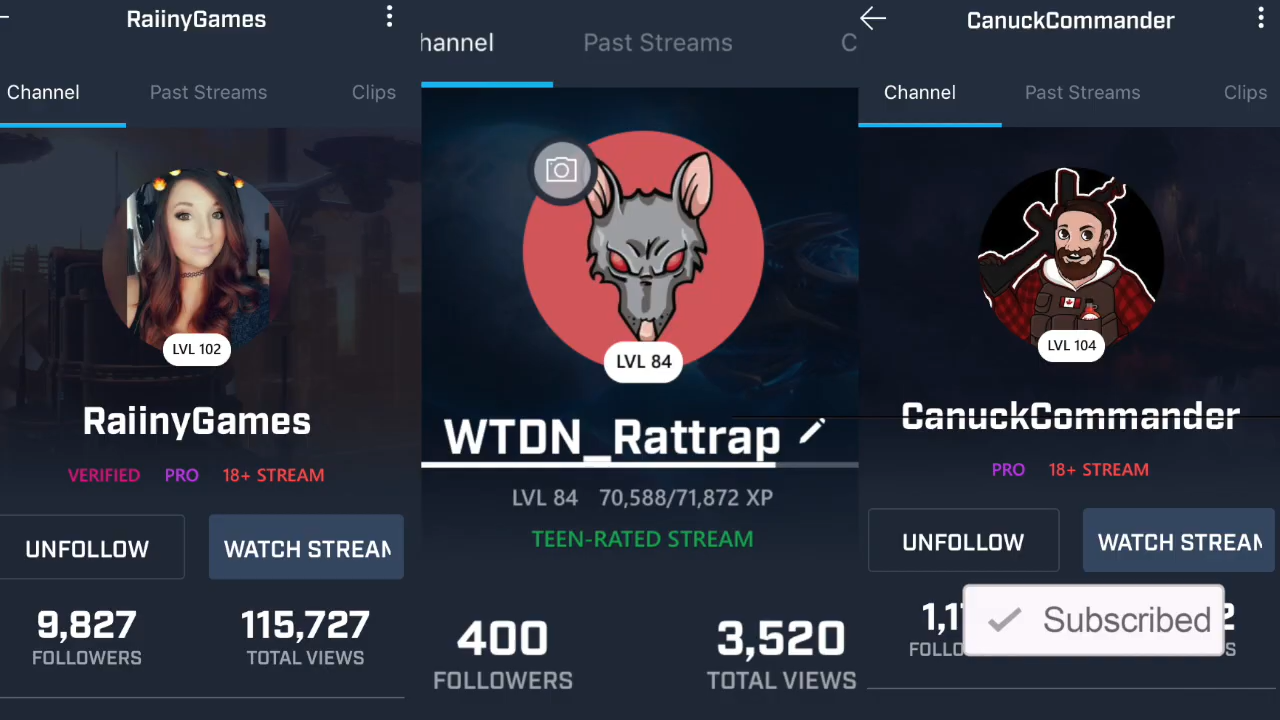 RaiinyGames
Channel
Past Streams
Clips
LVL 102
RaiinyGames
VERIFIED PRO 18+ STREAM
UNFOLLOW
WATCH STREAM
9,827
FOLLOWERS
115,727
TOTAL VIEWS
hannel
Past Streams
C
LVL 84
WTDN_Rattrap
LVL 84 70,588/71,872 XP
TEEN-RATED STREAM
400
FOLLOWERS
3,520
TOTAL VIEWS
CanuckCommander
Channel
Past Streams
Clips
LVL 104
CanuckCommander
PRO 18+ STREAM
UNFOLLOW
WATCH STREAM
Subscribed